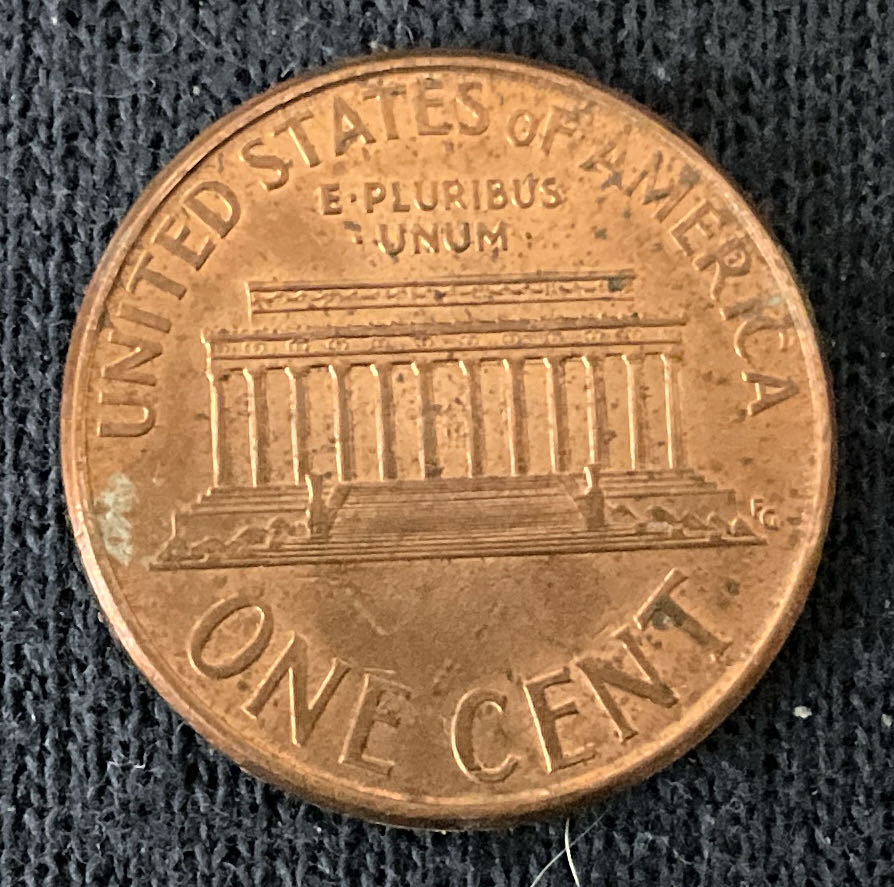 UNITED STATES OF AMERICA
E·PLURIBUS
·UNUM·
FG
ONE CENT